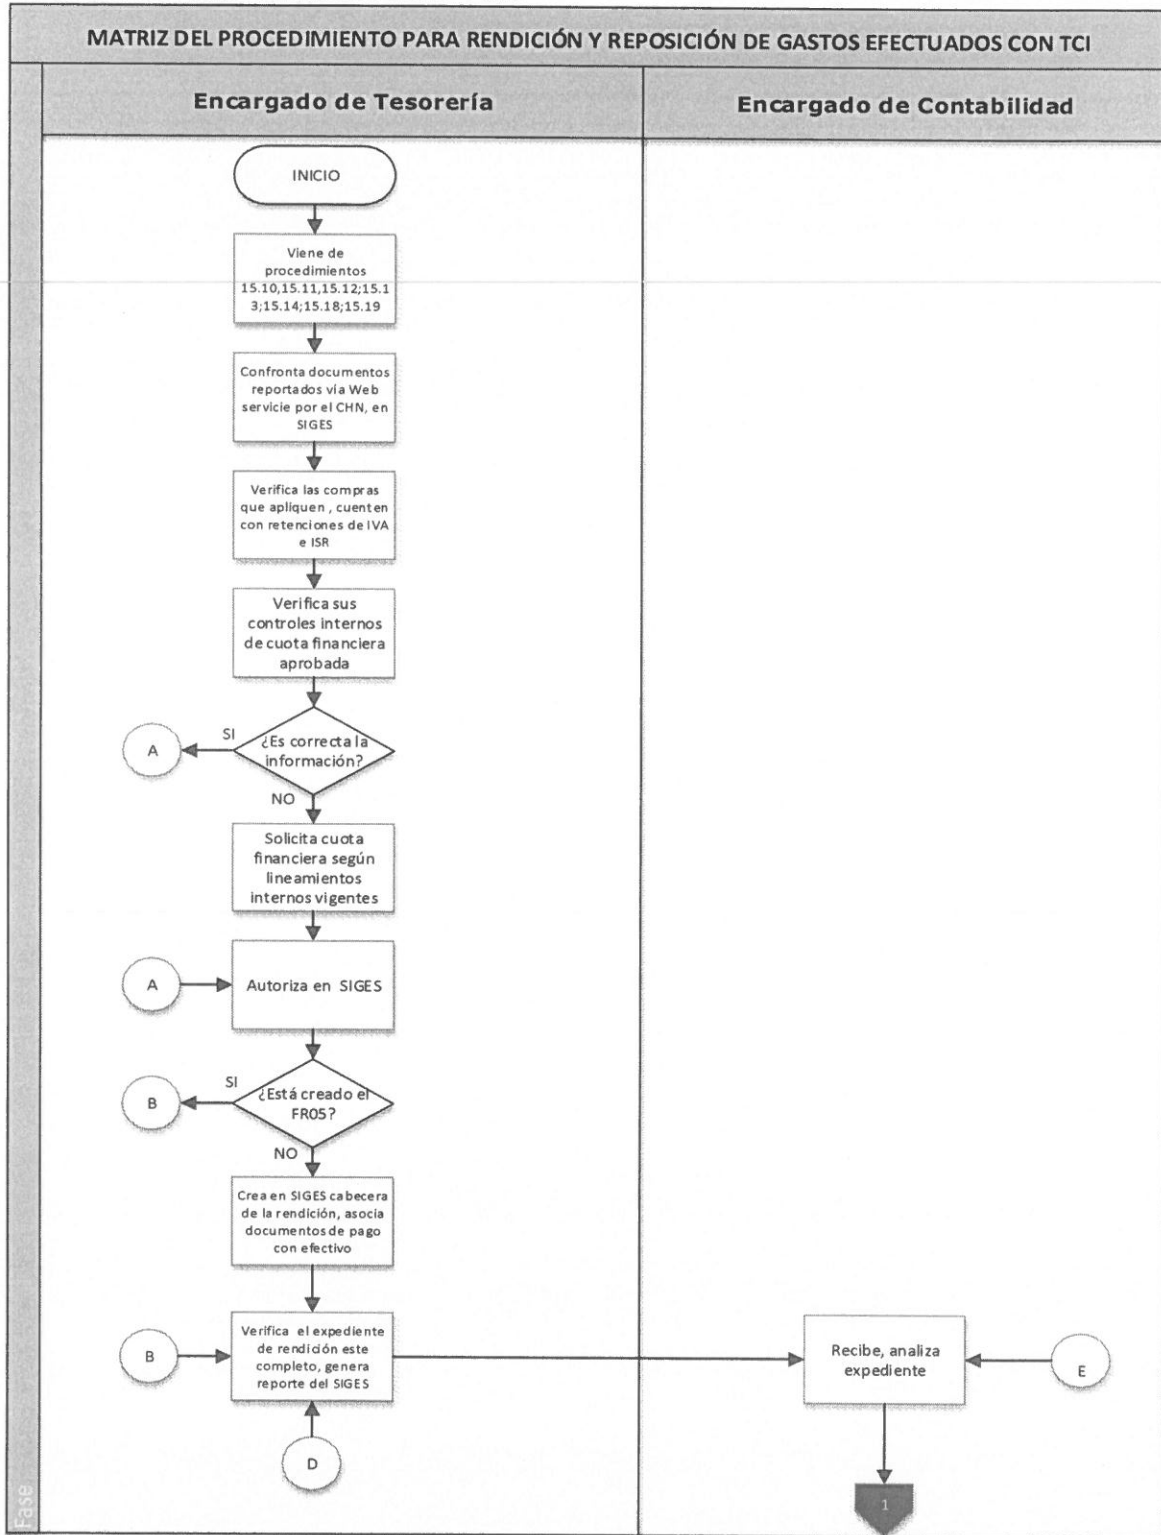 MATRIZ DEL PROCEDIMIENTO PARA RENDICIÓN Y REPOSICIÓN DE GASTOS EFECTUADOS CON TCI
Encargado de Tesorería
Encargado de Contabilidad
INICIO
Viene de
procedimientos
15.10,15.11,15.12;15.1
3;15.14;15.18;15.19
Confronta documentos
reportados vía Web
servicie por el CHN, en
SIGES
Verifica las compras
que apliquen , cuenten
con retenciones de IVA
e ISR
Verifica sus
controles internos
de cuota financiera
aprobada
¿Es correcta la
información?
SI
A
NO
Solicita cuota
financiera según
lineamientos
internos vigentes
A
Autoriza en SIGES
¿Está creado el
FR05?
SI
B
NO
Crea en SIGES cabecera
de la rendición, asocia
documentos de pago
con efectivo
B
Verifica el expediente
de rendición este
completo, genera
reporte del SIGES
Recibe, analiza
expediente
E
D
1
Fase